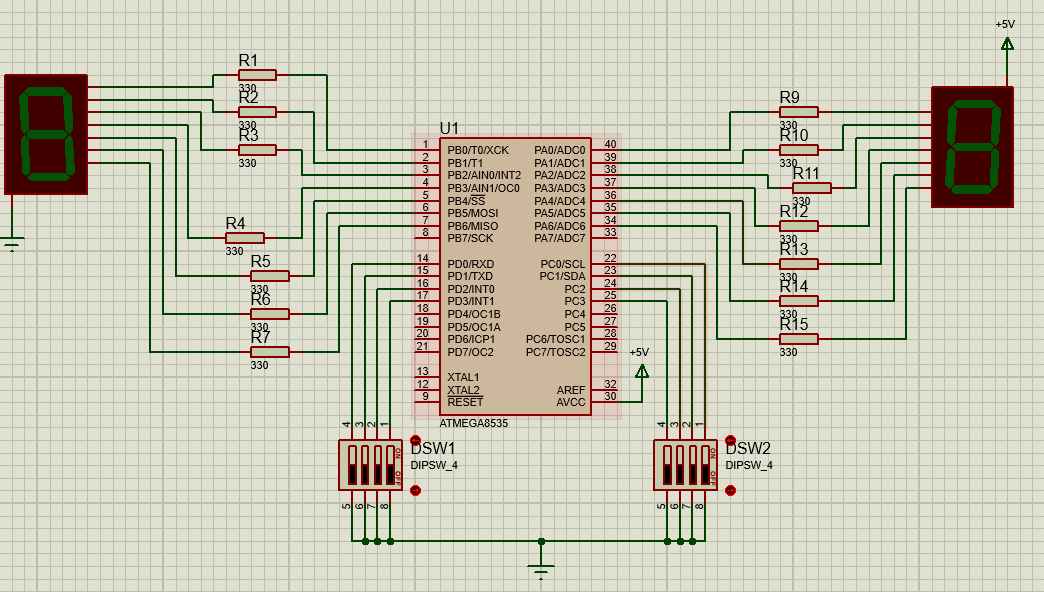 +5V
R1
330
R2
330
R3
330
R4
330
R5
330
R6
330
R7
330
U1
1 PB0/T0/XCK PA0/ADC0 40
2 PB1/T1 PA1/ADC1 39
3 PB2/AIN0/INT2 PA2/ADC2 38
4 PB3/AIN1/OC0 PA3/ADC3 37
5 PB4/SS PA4/ADC4 36
6 PB5/MOSI PA5/ADC5 35
7 PB6/MISO PA6/ADC6 34
8 PB7/SCK PA7/ADC7 33
14 PD0/RXD PC0/SCL 22
15 PD1/TXD PC1/SDA 23
16 PD2/INT0 PC2 24
17 PD3/INT1 PC3 25
18 PD4/OC1B PC4 26
19 PD5/OC1A PC5 27
20 PD6/ICP1 PC6/TOSC1 28
21 PD7/OC2 PC7/TOSC2 29
13 XTAL1
12 XTAL2 AREF 32
9 RESET AVCC 30
ATMEGA8535
+5V
R9
330
R10
330
R11
330
R12
330
R13
330
R14
330
R15
330
4 3 2 1
ON
OFF
5 6 7 8
DSW1
DIPSW_4
4 3 2 1
ON
OFF
5 6 7 8
DSW2
DIPSW_4